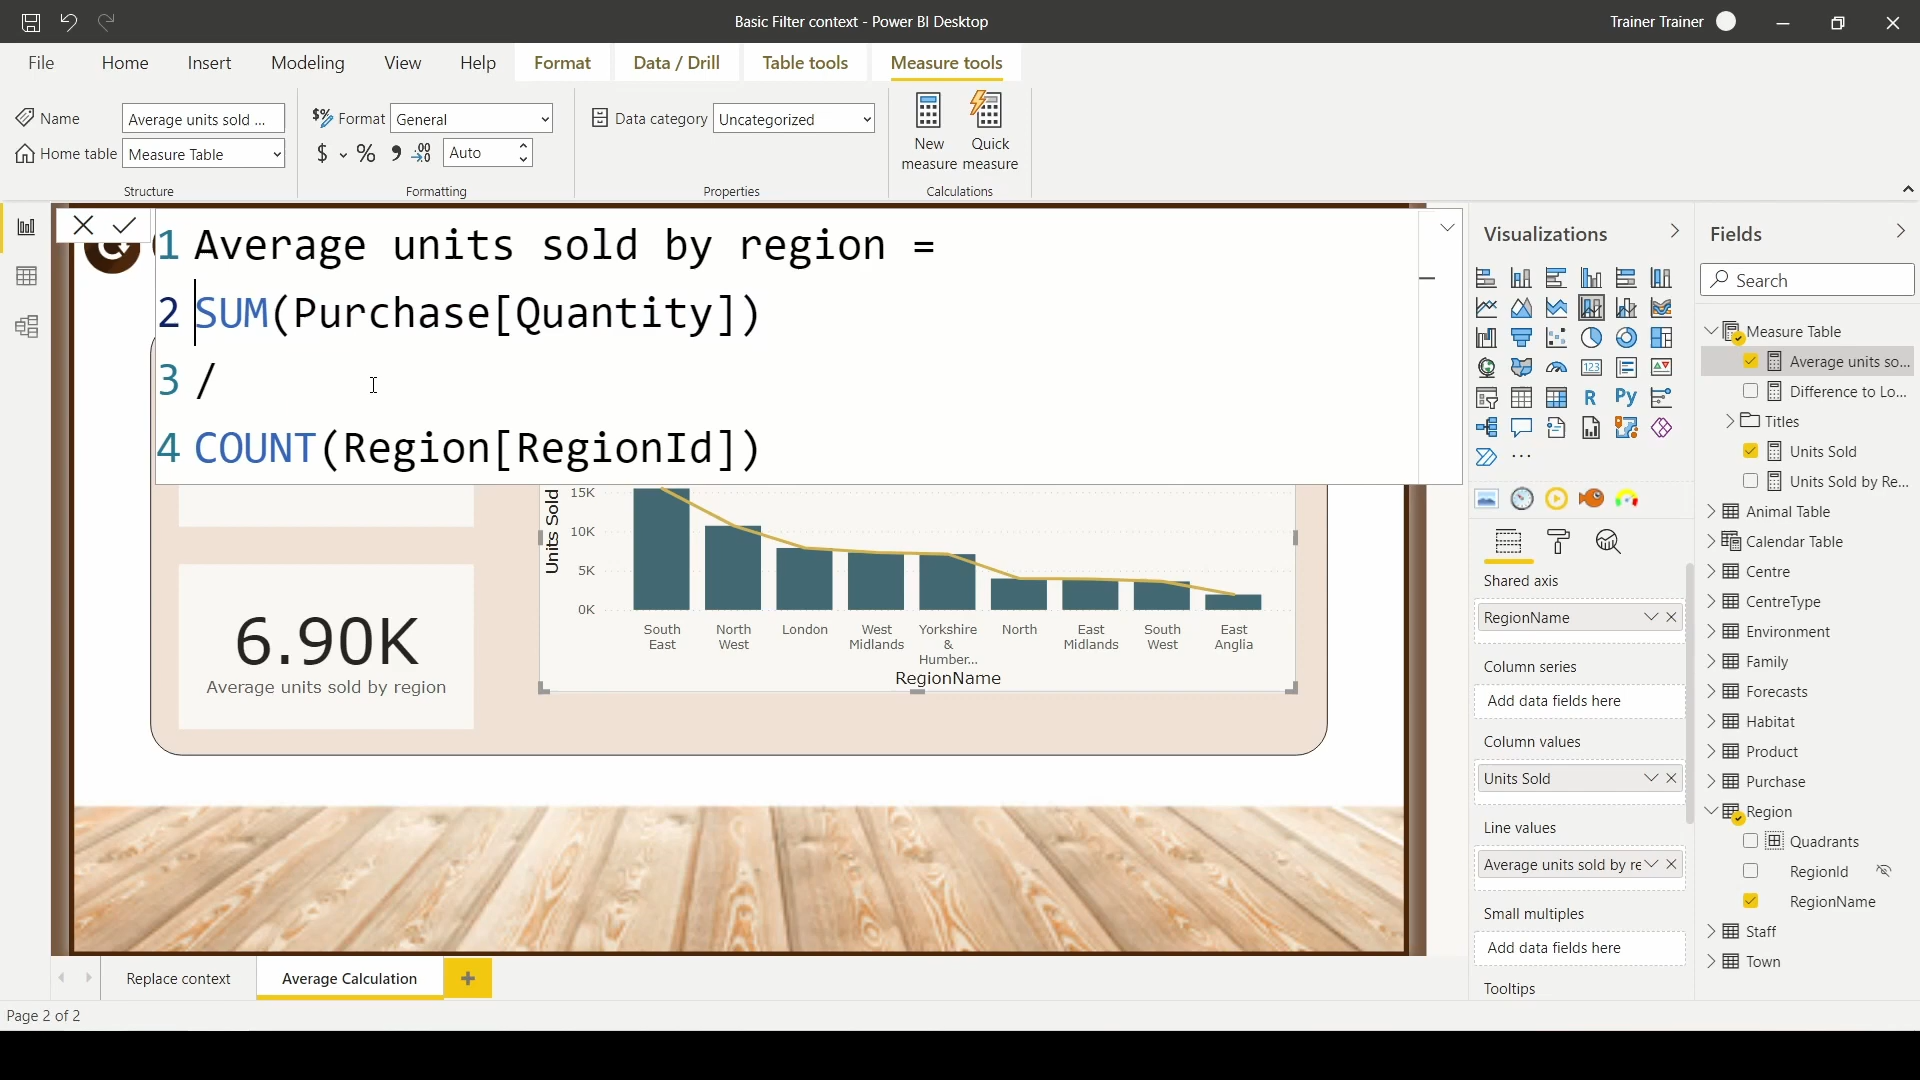 Basic Filter context - Power BI Desktop
Trainer Trainer
File
Home
Insert
Modeling
View
Help
Format
Data / Drill
Table tools
Measure tools
Name
Average units sold ...
Home table
Measure Table
Structure
Format
General
$
%
Auto
Formatting
Data category
Uncategorized
Properties
New
measure
Quick
measure
Calculations
1 Average units sold by region =
2 SUM(Purchase[Quantity])
3 /
4 COUNT(Region[RegionId])
Units Sold
15K
10K
5K
0K
South
East
North
West
London
West
Midlands
Yorkshire
&
Humber...
North
East
Midlands
South
West
East
Anglia
RegionName
6.90K
Average units sold by region
Visualizations
123
R
Py
...
Shared axis
RegionName
Column series
Add data fields here
Column values
Units Sold
Line values
Average units sold by re
Small multiples
Add data fields here
Tooltips
Fields
Search
Measure Table
Average units so...
Difference to Lo...
Titles
Units Sold
Units Sold by Re...
Animal Table
Calendar Table
Centre
CentreType
Environment
Family
Forecasts
Habitat
Product
Purchase
Region
Quadrants
RegionId
RegionName
Staff
Town
Replace context
Average Calculation
+
Page 2 of 2